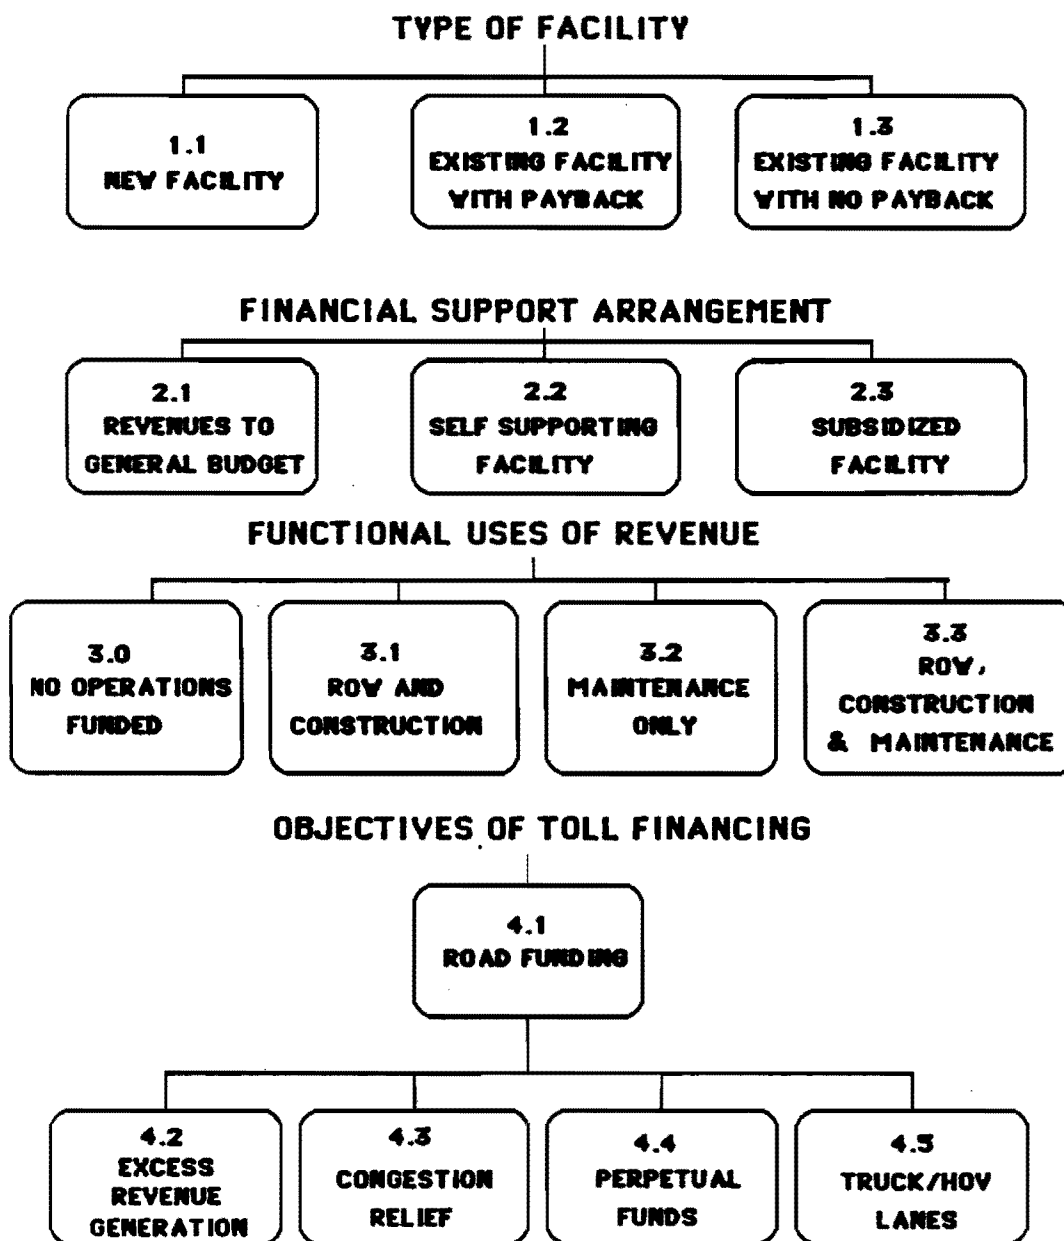 TYPE OF FACILITY
1.1
NEW FACILITY
1.2
EXISTING FACILITY
WITH PAYBACK
1.3
EXISTING FACILITY
WITH NO PAYBACK
FINANCIAL SUPPORT ARRANGEMENT
2.1
REVENUES TO
GENERAL BUDGET
2.2
SELF SUPPORTING
FACILITY
2.3
SUBSIDIZED
FACILITY
FUNCTIONAL USES OF REVENUE
3.0
NO OPERATIONS
FUNDED
3.1
ROW AND
CONSTRUCTION
3.2
MAINTENANCE
ONLY
3.3
ROW,
CONSTRUCTION
& MAINTENANCE
OBJECTIVES OF TOLL FINANCING
4.1
ROAD FUNDING
4.2
EXCESS
REVENUE
GENERATION
4.3
CONGESTION
RELIEF
4.4
PERPETUAL
FUNDS
4.5
TRUCK/HOV
LANES